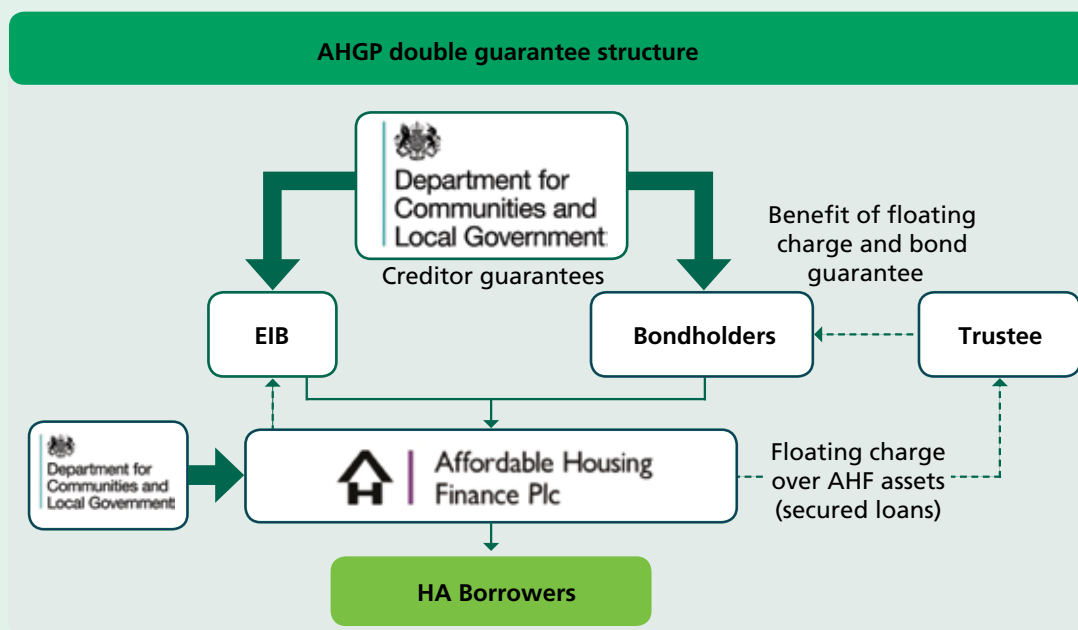 AHGP double guarantee structure
Department for
Communities and
Local Government
Creditor guarantees
Benefit of floating
charge and bond
guarantee
EIB
Bondholders
Trustee
Department for
Communities and
Local Government
Affordable Housing
Finance Plc
Floating charge
over AHF assets
(secured loans)
HA Borrowers